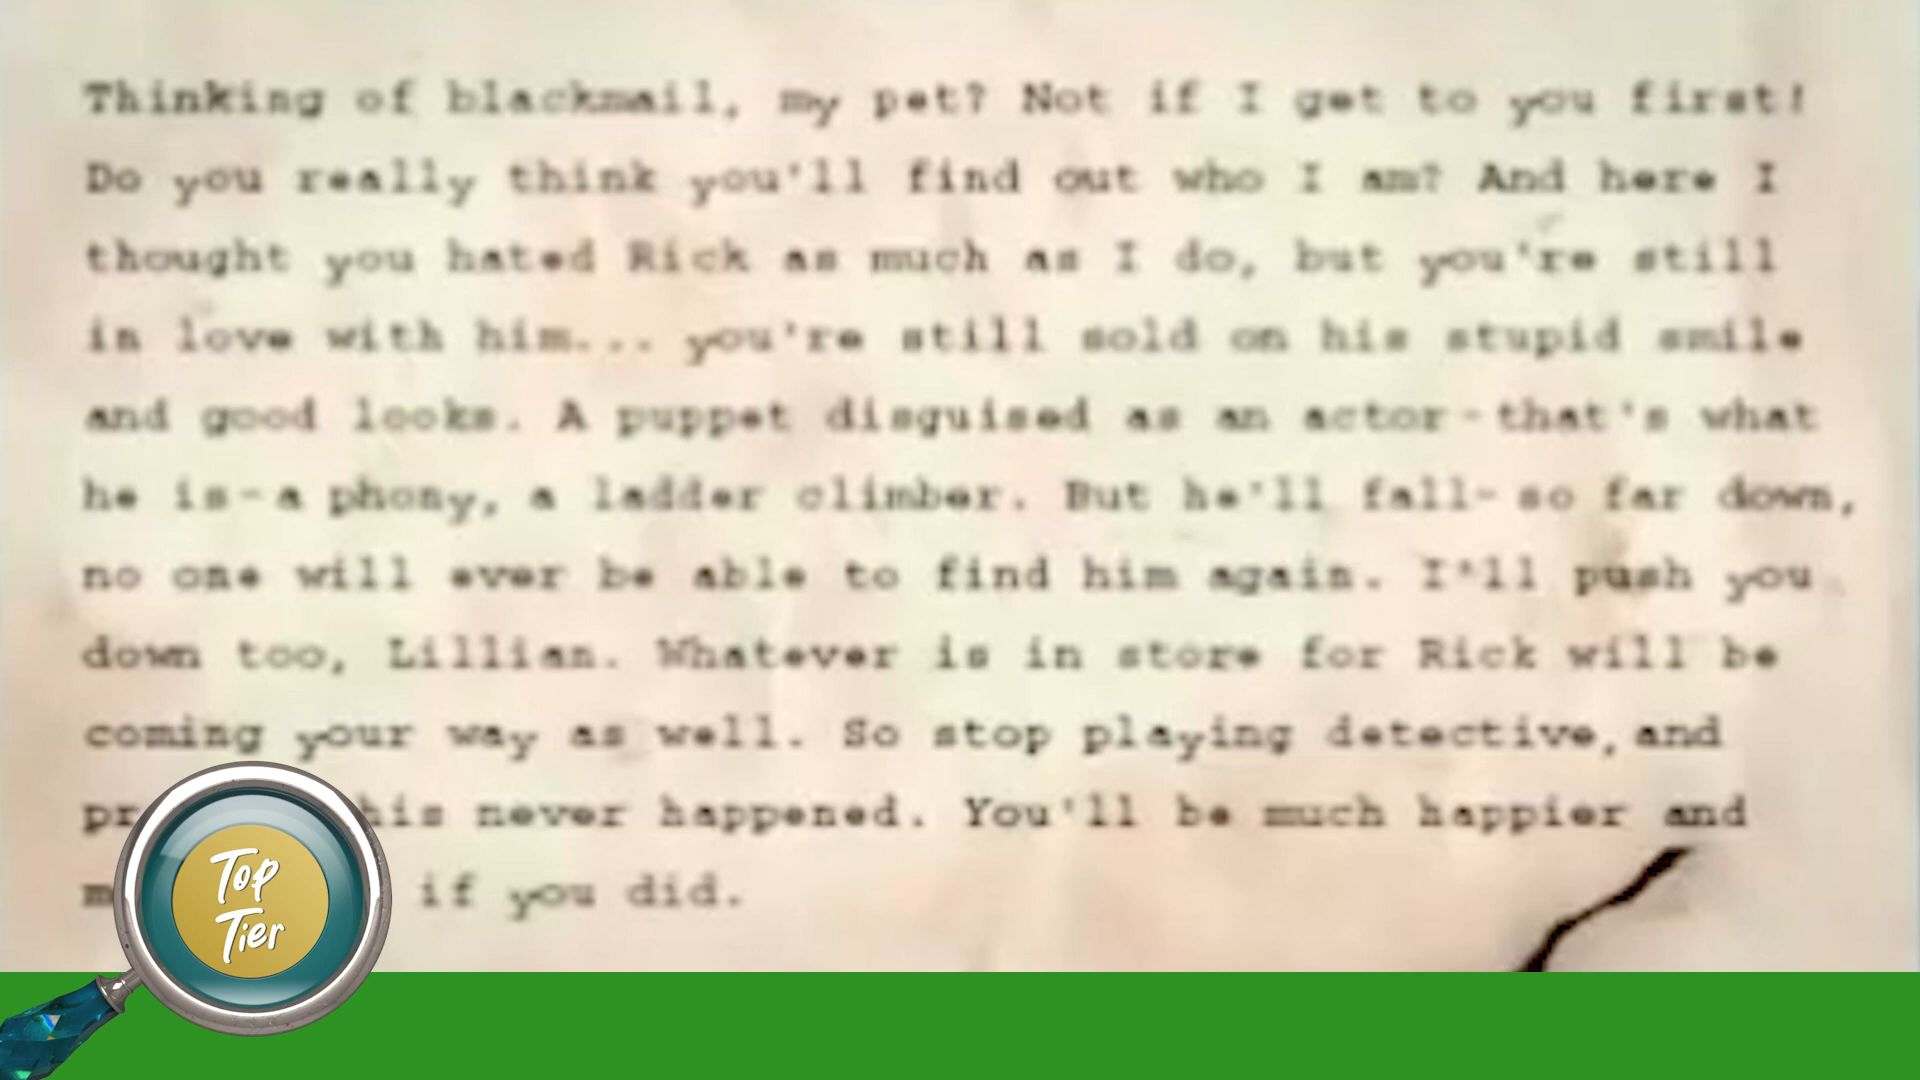 Thinking of blackmail, my pet? Not if I get to you first!
Do you really think you'll find out who I am? And here I
thought you hated Rick as much as I do, but you're still
in love with him... you're still sold on his stupid smile
and good looks. A puppet disguised as an actor-that's what
he is-a phony, a ladder climber. But he'll fall- so far down,
no one will ever be able to find him again. I'll push you
down too, Lillian. Whatever is in store for Rick will be
coming your way as well. So stop playing detective, and
never happened. You'll be much happier and
if you did.
Top
Tier